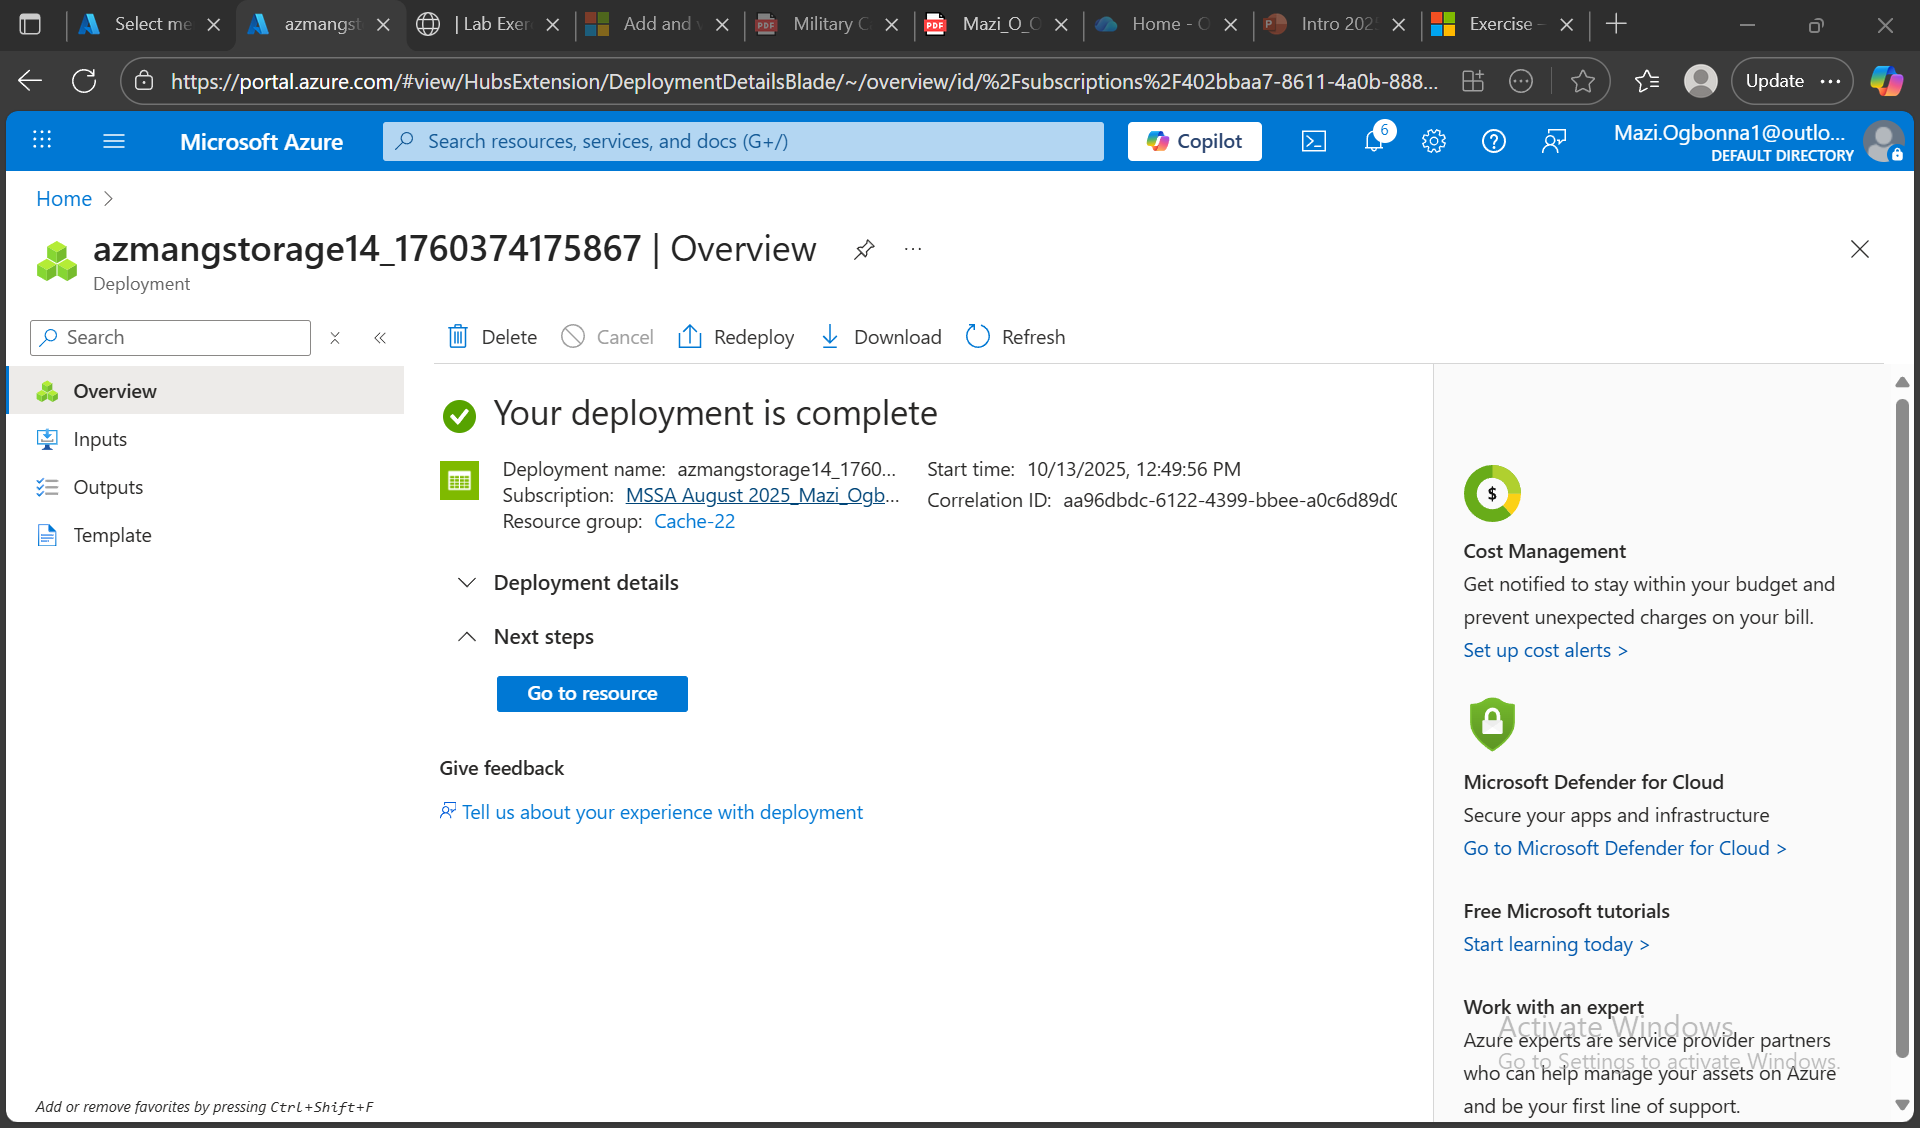 Select me
azmangst
| Lab Exer
Add and v
Military C
Mazi_O_O
Home - O
Intro 202
Exercise -
https://portal.azure.com/#view/HubsExtension/DeploymentDetailsBlade/~/overview/id/%2Fsubscriptions%2F402bbaa7-8611-4a0b-888...
Update
Microsoft Azure
Search resources, services, and docs (G+/)
Copilot
6
Mazi.Ogbonna1@outlo...
DEFAULT DIRECTORY
Home
azmangstorage14_1760374175867 | Overview
Deployment
Search
Delete
Cancel
Redeploy
Download
Refresh
Overview
Inputs
Outputs
Template
Your deployment is complete
Deployment name: azmangstorage14_1760...
Subscription: MSSA August 2025_Mazi_Ogb...
Resource group: Cache-22
Start time: 10/13/2025, 12:49:56 PM
Correlation ID: aa96dbdc-6122-4399-bbee-a0c6d89d0
Deployment details
Next steps
Go to resource
Give feedback
Tell us about your experience with deployment
Cost Management
Get notified to stay within your budget and
prevent unexpected charges on your bill.
Set up cost alerts >
Microsoft Defender for Cloud
Secure your apps and infrastructure
Go to Microsoft Defender for Cloud >
Free Microsoft tutorials
Start learning today >
Work with an expert
Azure experts are service provider partners
who can help manage your assets on Azure
and be your first line of support.
Activate Windows
Go to Settings to activate Windows.
Add or remove favorites by pressing Ctrl+Shift+F